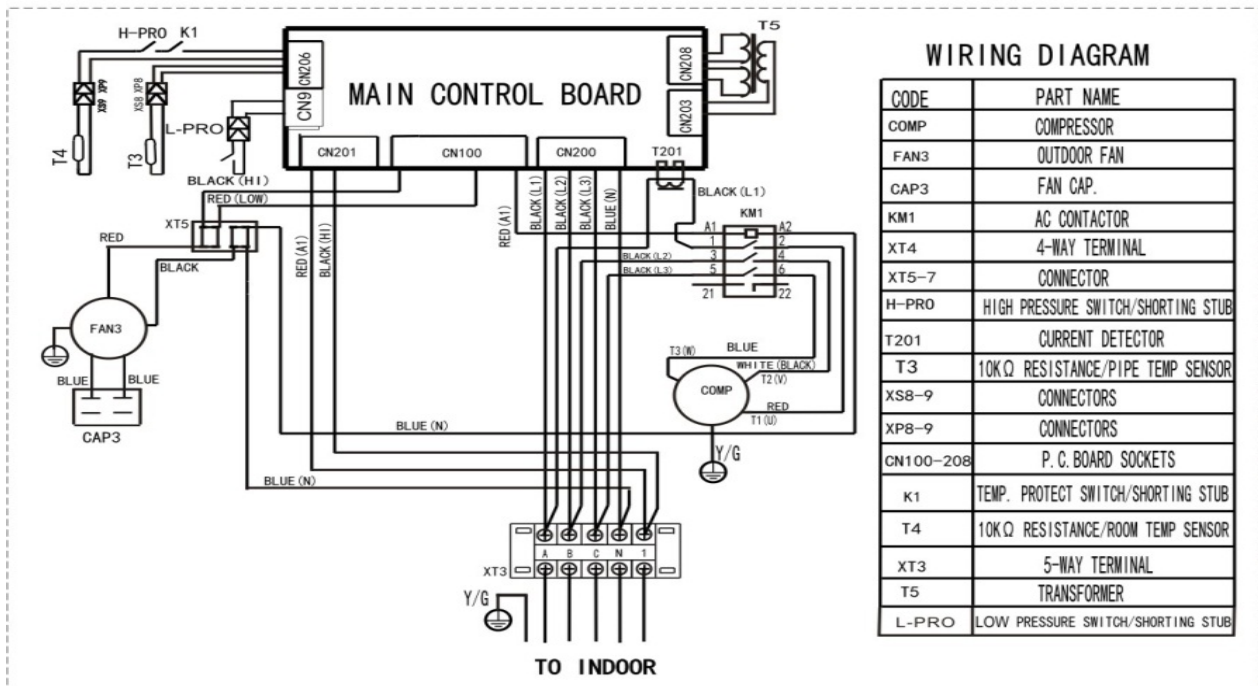 H-PRO K1
T5
CN206
CN208
XS9 XP9
XS8 XP8
CN9
MAIN CONTROL BOARD
CN203
L-PRO
T4
T3
CN201
CN100
CN200
T201
BLACK(HI)
RED(LOW)
BLACK(L1)
XT5
RED
BLACK
RED(A1)
BLACK(HI)
RED(A1)
BLACK(L1)
BLACK(L2)
BLACK(L3)
BLUE(N)
KM1
A1 A2
1 2
BLACK(L2) 3 4
BLACK(L3) 5 6
21 22
FAN3
BLUE BLUE
CAP3
T3(W) BLUE
WHITE(BLACK)
T2(V)
COMP
RED
T1(U)
BLUE(N)
Y/G
BLUE(N)
A B C N 1
XT3
Y/G
TO INDOOR
WIRING DIAGRAM
CODE PART NAME
COMP COMPRESSOR
FAN3 OUTDOOR FAN
CAP3 FAN CAP.
KM1 AC CONTACTOR
XT4 4-WAY TERMINAL
XT5-7 CONNECTOR
H-PRO HIGH PRESSURE SWITCH/SHORTING STUB
T201 CURRENT DETECTOR
T3 10KΩ RESISTANCE/PIPE TEMP SENSOR
XS8-9 CONNECTORS
XP8-9 CONNECTORS
CN100-208 P.C.BOARD SOCKETS
K1 TEMP. PROTECT SWITCH/SHORTING STUB
T4 10KΩ RESISTANCE/ROOM TEMP SENSOR
XT3 5-WAY TERMINAL
T5 TRANSFORMER
L-PRO LOW PRESSURE SWITCH/SHORTING STUB